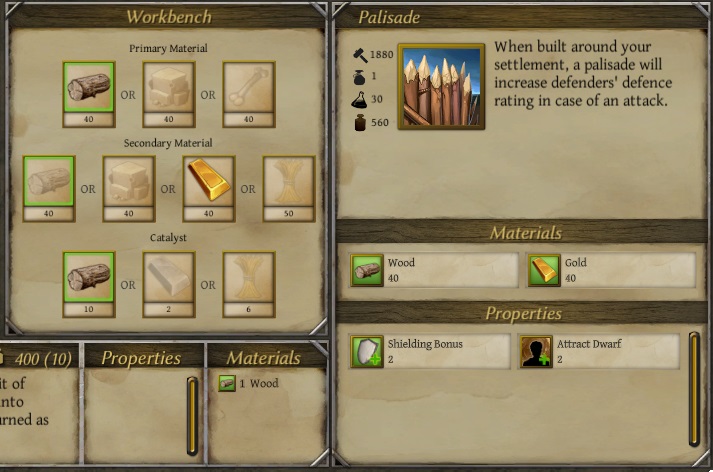 Workbench
Primary Material
OR
OR
40
40
40
Secondary Material
OR
OR
OR
40
40
40
50
Catalyst
OR
OR
10
2
6
400 (10)
it of
nto
urned as
Properties
Materials
1 Wood
Palisade
1880
1
30
560
When built around your
settlement, a palisade will
increase defenders' defence
rating in case of an attack.
Materials
Wood
40
Gold
40
Properties
Shielding Bonus
2
Attract Dwarf
2